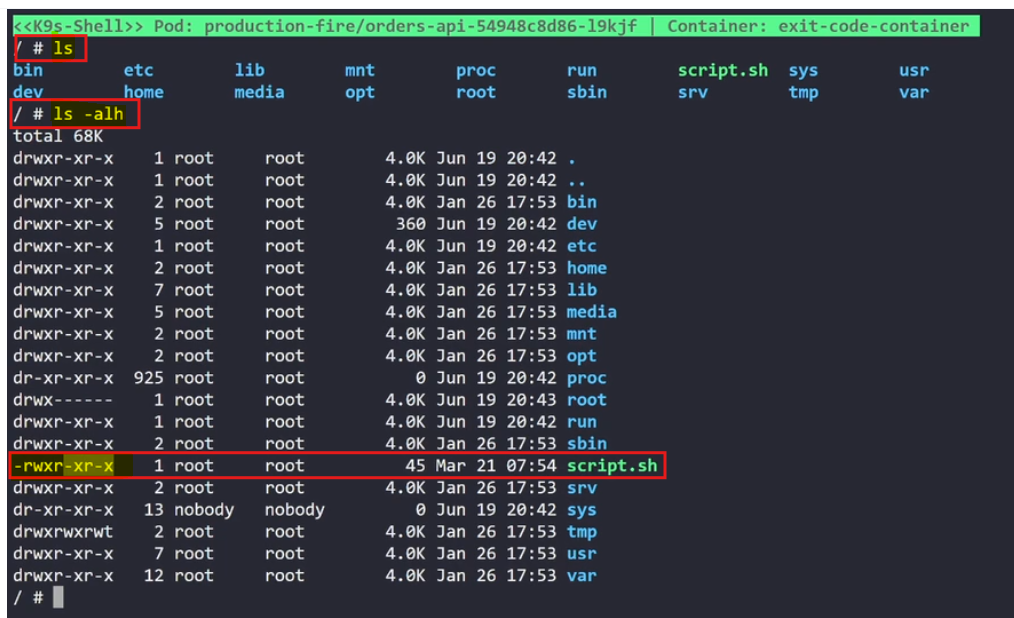 <<K9s-Shell>> Pod: production-fire/orders-api-54948c8d86-l9kjf | Container: exit-code-container
/ # ls
bin etc lib mnt proc run script.sh sys usr
dev home media opt root sbin srv tmp var
/ # ls -alh
total 68K
drwxr-xr-x 1 root root 4.0K Jun 19 20:42 .
drwxr-xr-x 1 root root 4.0K Jun 19 20:42 ..
drwxr-xr-x 2 root root 4.0K Jan 26 17:53 bin
drwxr-xr-x 5 root root 360 Jun 19 20:42 dev
drwxr-xr-x 1 root root 4.0K Jun 19 20:42 etc
drwxr-xr-x 2 root root 4.0K Jan 26 17:53 home
drwxr-xr-x 7 root root 4.0K Jan 26 17:53 lib
drwxr-xr-x 5 root root 4.0K Jan 26 17:53 media
drwxr-xr-x 2 root root 4.0K Jan 26 17:53 mnt
drwxr-xr-x 2 root root 4.0K Jan 26 17:53 opt
dr-xr-xr-x 925 root root 0 Jun 19 20:42 proc
drwx------ 1 root root 4.0K Jun 19 20:43 root
drwxr-xr-x 1 root root 4.0K Jun 19 20:42 run
drwxr-xr-x 2 root root 4.0K Jan 26 17:53 sbin
-rwxr-xr-x 1 root root 45 Mar 21 07:54 script.sh
drwxr-xr-x 2 root root 4.0K Jan 26 17:53 srv
dr-xr-xr-x 13 nobody nobody 0 Jun 19 20:42 sys
drwxrwxrwt 2 root root 4.0K Jan 26 17:53 tmp
drwxr-xr-x 7 root root 4.0K Jan 26 17:53 usr
drwxr-xr-x 12 root root 4.0K Jan 26 17:53 var
/ #